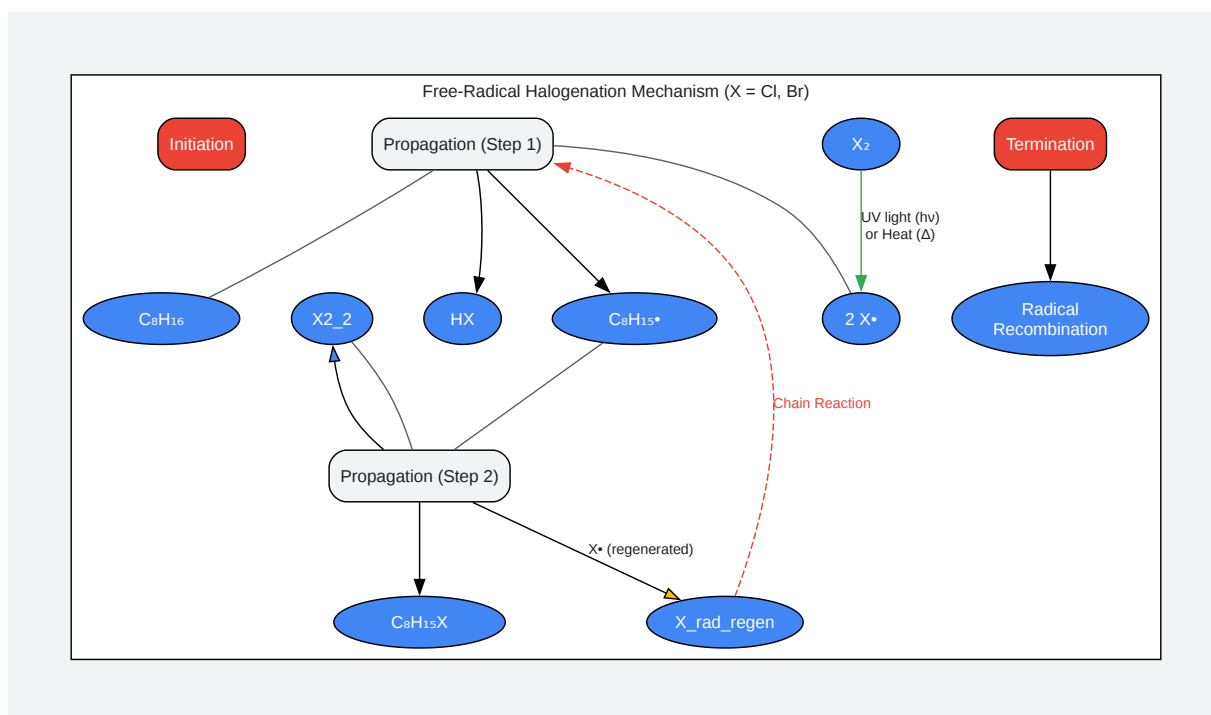 Free-Radical Halogenation Mechanism (X = Cl, Br)
Initiation
Propagation (Step 1)
X₂
Termination
UV light (hν)
or Heat (Δ)
C₈H₁₆
X2_2
HX
C₈H₁₅•
2 X•
Radical
Recombination
Chain Reaction
Propagation (Step 2)
X• (regenerated)
C₈H₁₅X
X_rad_regen